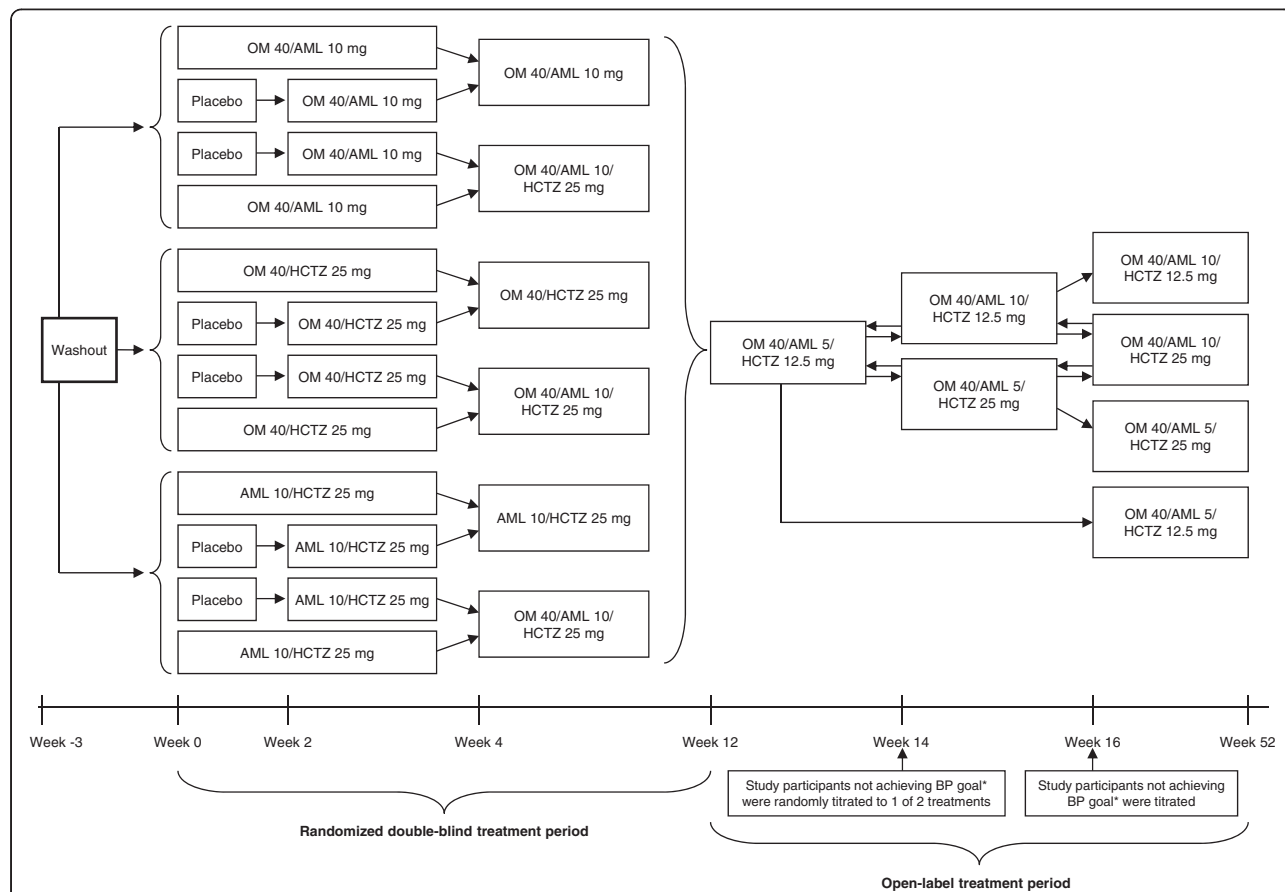 Washout
OM 40/AML 10 mg
Placebo
OM 40/AML 10 mg
Placebo
OM 40/AML 10 mg
OM 40/AML 10 mg
OM 40/AML 10 mg
OM 40/AML 10/
HCTZ 25 mg
OM 40/HCTZ 25 mg
Placebo
OM 40/HCTZ 25 mg
Placebo
OM 40/HCTZ 25 mg
OM 40/HCTZ 25 mg
OM 40/HCTZ 25 mg
OM 40/AML 10/
HCTZ 25 mg
AML 10/HCTZ 25 mg
Placebo
AML 10/HCTZ 25 mg
Placebo
AML 10/HCTZ 25 mg
AML 10/HCTZ 25 mg
AML 10/HCTZ 25 mg
OM 40/AML 10/
HCTZ 25 mg
OM 40/AML 5/
HCTZ 12.5 mg
OM 40/AML 10/
HCTZ 12.5 mg
OM 40/AML 5/
HCTZ 25 mg
OM 40/AML 10/
HCTZ 12.5 mg
OM 40/AML 10/
HCTZ 25 mg
OM 40/AML 5/
HCTZ 25 mg
OM 40/AML 5/
HCTZ 12.5 mg
Week -3
Week 0
Week 2
Week 4
Week 12
Week 14
Week 16
Week 52
Study participants not achieving BP goal*
were randomly titrated to 1 of 2 treatments
Study participants not achieving
BP goal* were titrated
Randomized double-blind treatment period
Open-label treatment period